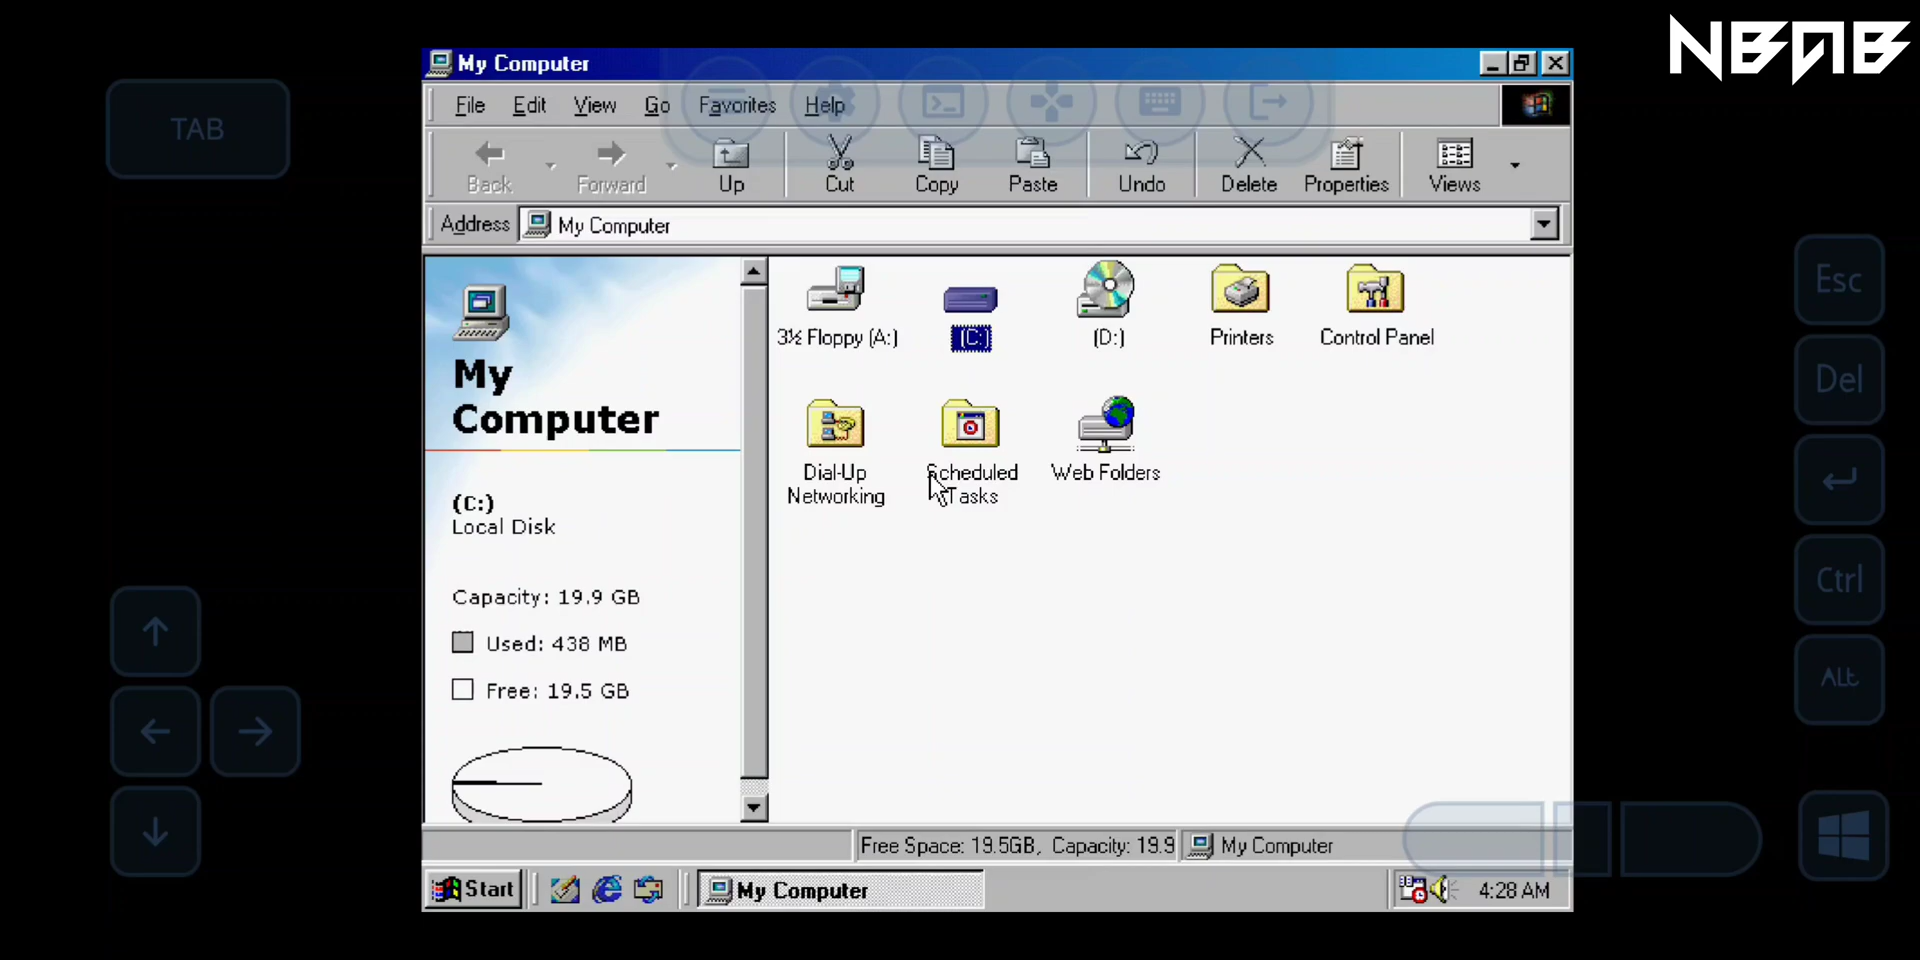 NBAB
My Computer
TAB
File Edit View Go Favorites Help
Back Forward Up Cut Copy Paste Undo Delete Properties Views
Address My Computer
My
Computer
(C:)
Local Disk
Capacity: 19.9 GB
Used: 438 MB
Free: 19.5 GB
3½ Floppy (A:) (C:) (D:) Printers Control Panel
Dial-Up
Networking
Scheduled
Tasks
Web Folders
Esc
Del
Ctrl
Alt
Free Space: 19.5GB, Capacity: 19.9 My Computer
Start My Computer 4:28 AM